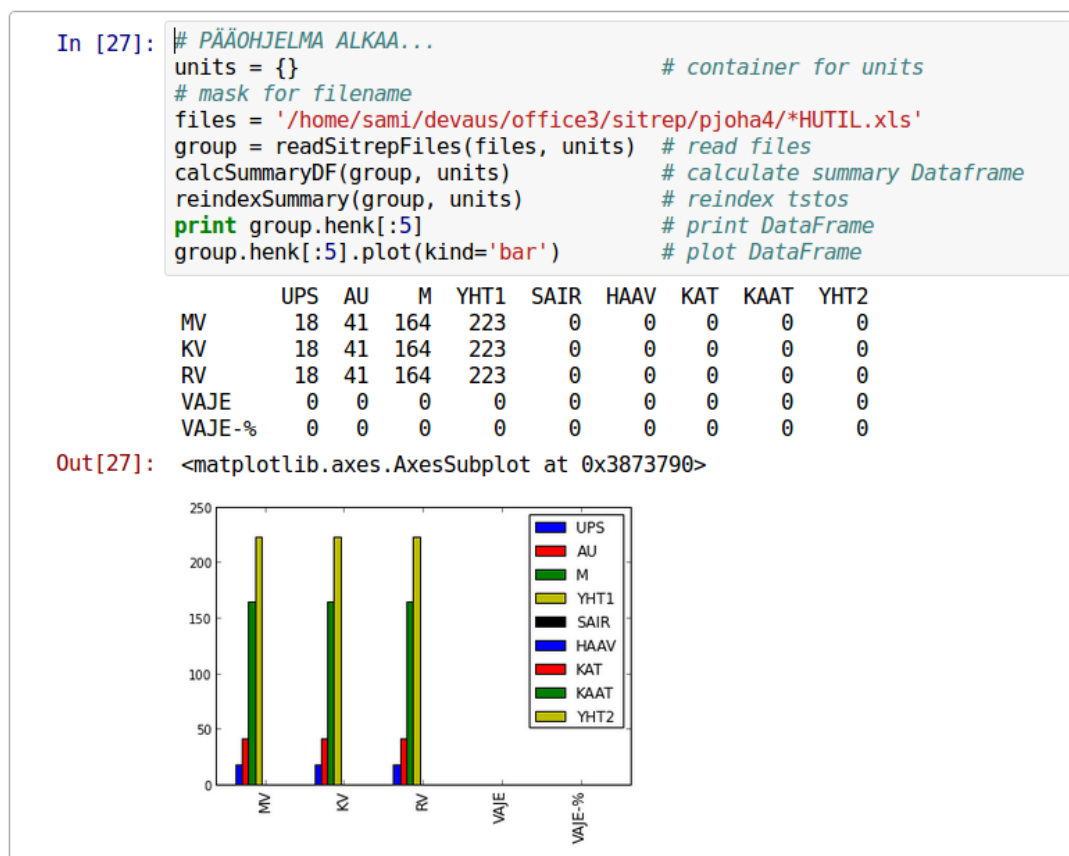 In [27]: # PÄÄOHJELMA ALKAA...
units = {} # container for units
# mask for filename
files = '/home/sami/devaus/office3/sitrep/pjoha4/*HUTIL.xls'
group = readSitrepFiles(files, units) # read files
calcSummaryDF(group, units) # calculate summary Dataframe
reindexSummary(group, units) # reindex tstos
print group.henk[:5] # print DataFrame
group.henk[:5].plot(kind='bar') # plot DataFrame
UPS AU M YHT1 SAIR HAAV KAT KAAT YHT2
MV 18 41 164 223 0 0 0 0 0
KV 18 41 164 223 0 0 0 0 0
RV 18 41 164 223 0 0 0 0 0
VAJE 0 0 0 0 0 0 0 0 0
VAJE-% 0 0 0 0 0 0 0 0 0
Out[27]: <matplotlib.axes.AxesSubplot at 0x3873790>
250
200
150
100
50
0
UPS
AU
M
YHT1
SAIR
HAAV
KAT
KAAT
YHT2
MV
KV
RV
VAJE
VAJE-%